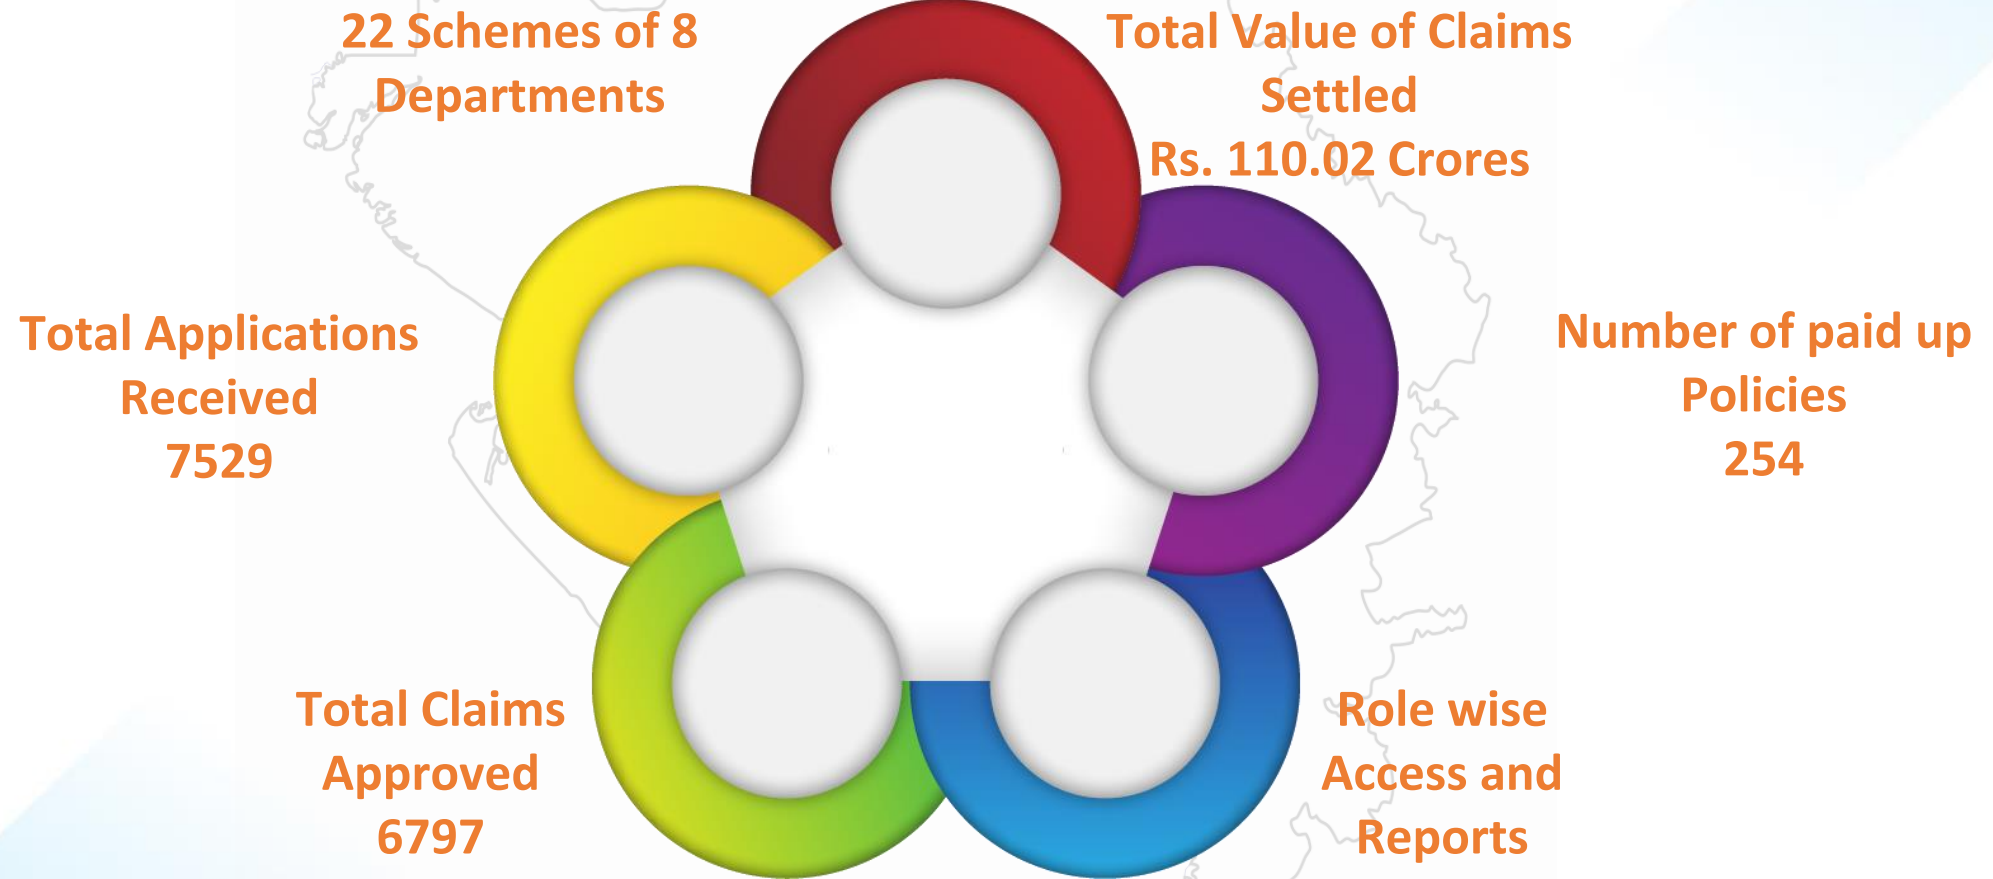 22 Schemes of 8
Departments
Total Value of Claims
Settled
Rs. 110.02 Crores
Total Applications
Received
7529
Number of paid up
Policies
254
Total Claims
Approved
6797
Role wise
Access and
Reports